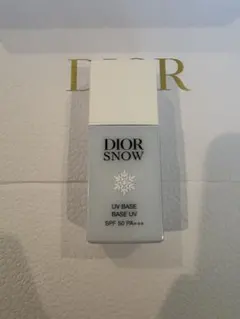 DIOR
DIOR
SNOW
UV·BASE
BASE UV
SPF 50 PA+++